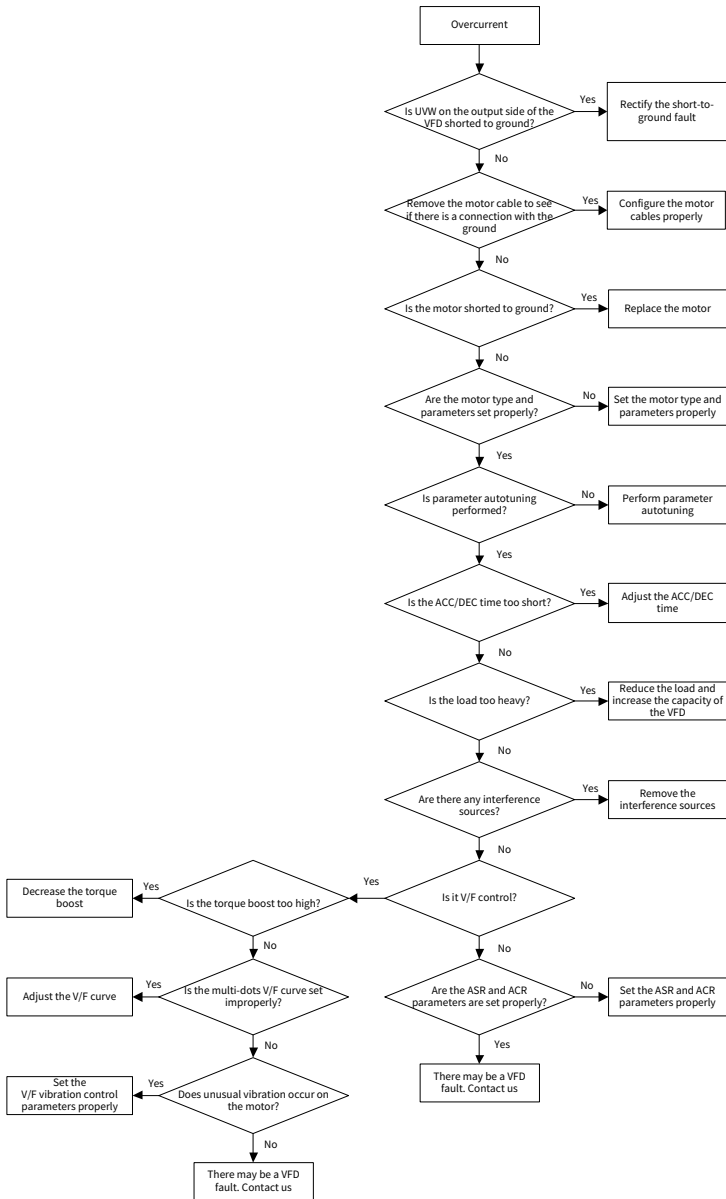 Overcurrent
Is UVW on the output side of the
VFD shorted to ground?
Yes
Rectify the short-to-
ground fault
No
Remove the motor cable to see
if there is a connection with the
ground
Yes
Configure the motor
cables properly
No
Is the motor shorted to ground?
Yes
Replace the motor
No
Are the motor type and
parameters set properly?
No
Set the motor type and
parameters properly
Yes
Is parameter autotuning
performed?
No
Perform parameter
autotuning
Yes
Is the ACC/DEC time too short?
Yes
Adjust the ACC/DEC
time
No
Is the load too heavy?
Yes
Reduce the load and
increase the capacity of
the VFD
No
Are there any interference
sources?
Yes
Remove the
interference sources
No
Is it V/F control?
Yes
Is the torque boost too high?
Yes
Decrease the torque
boost
No
Is the multi-dots V/F curve set
improperly?
Yes
Adjust the V/F curve
No
Does unusual vibration occur on
the motor?
Yes
Set the
V/F vibration control
parameters properly
No
There may be a VFD
fault. Contact us
No
Are the ASR and ACR
parameters are set properly?
No
Set the ASR and ACR
parameters properly
Yes
There may be a VFD
fault. Contact us